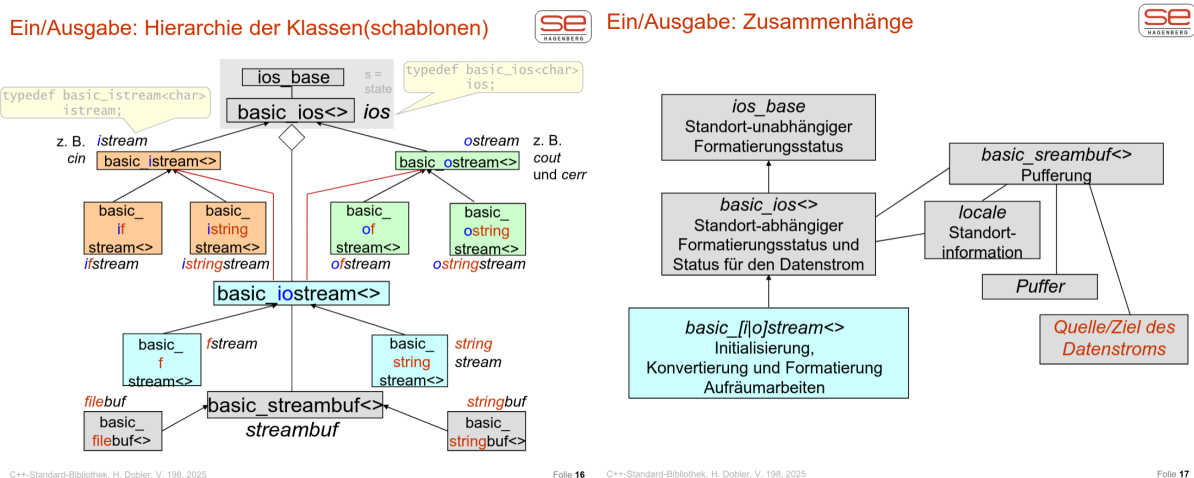 Ein/Ausgabe: Hierarchie der Klassen(schablonen)
se
HAGENBERG
ios_base
s =
state
typedef basic_ios<char>
ios;
typedef basic_istream<char>
istream;
basic_ios<>
ios
z. B.
cin
istream
basic_istream<>
ostream
basic_ostream<>
z. B.
cout
und cerr
basic_
if
stream<>
ifstream
basic_
istring
stream<>
istringstream
basic_
of
stream<>
ofstream
basic_
ostring
stream<>
ostringstream
basic_iostream<>
basic_
f
stream<>
fstream
basic_
string
stream<>
string
stream
filebuf
basic_
filebuf<>
basic_streambuf<>
streambuf
stringbuf
basic_
stringbuf<>
C++-Standard-Bibliothek, H. Dobler, V. 198, 2025
Folie 16
Ein/Ausgabe: Zusammenhänge
se
HAGENBERG
ios_base
Standort-unabhängiger
Formatierungsstatus
basic_ios<>
Standort-abhängiger
Formatierungsstatus und
Status für den Datenstrom
basic_[i|o]stream<>
Initialisierung,
Konvertierung und Formatierung
Aufräumarbeiten
basic_sreambuf<>
Pufferung
locale
Standort-
information
Puffer
Quelle/Ziel des
Datenstroms
C++-Standard-Bibliothek, H. Dobler, V. 198, 2025
Folie 17